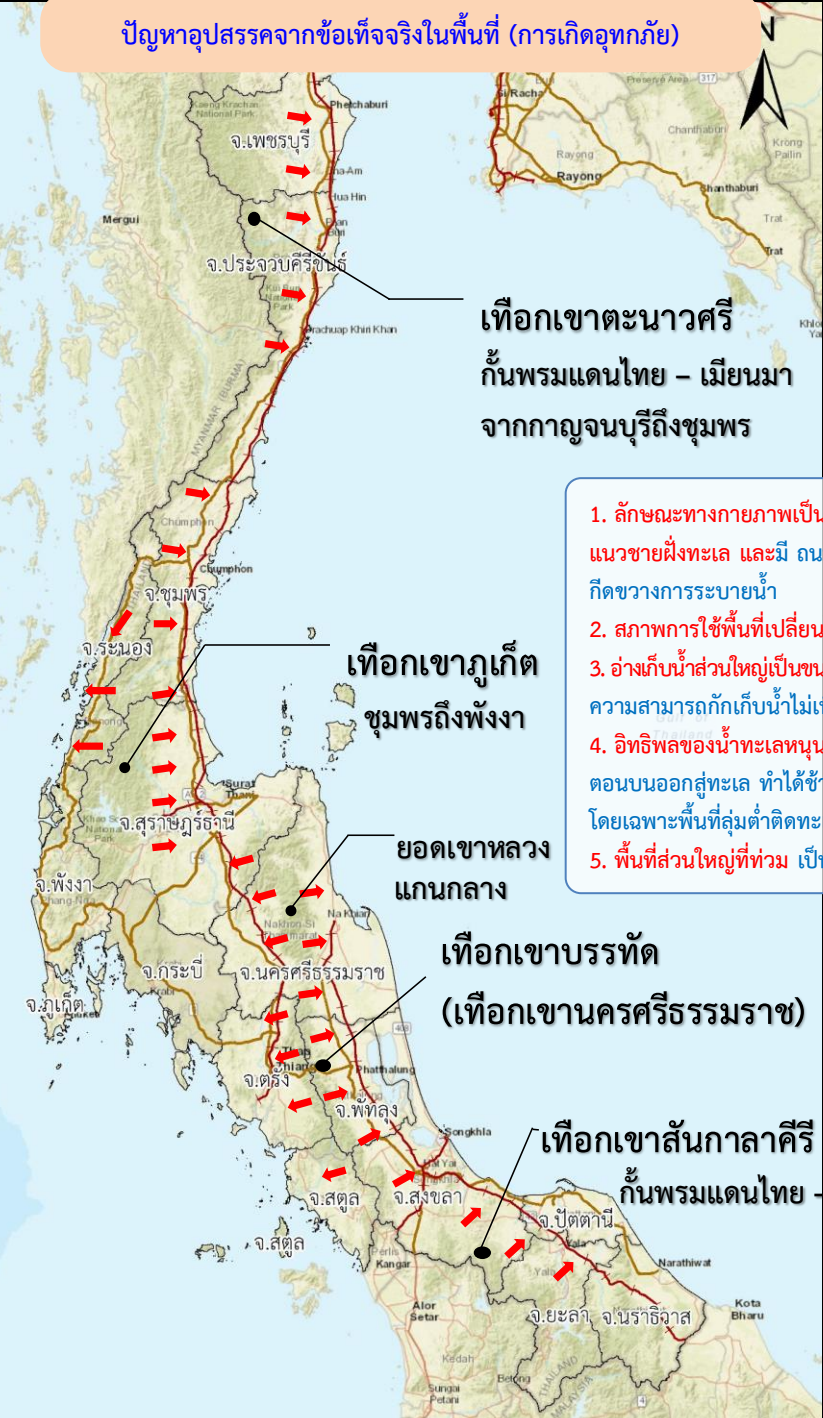 ปัญหาอุปสรรคจากข้อเท็จจริงในพื้นที่ (การเกิดอุทกภัย)
N
Phetchaburi
Kaeng Krachan
National Park
จ.เพชรบุรี
Hua Hin
Mergui
จ.ประจวบคีรีขันธ์
Prachuap Khiri Khan
MYANMAR (BURMA)
Si Racha
317
Chanthaburi
Krong
Pailin
Rayong
Rayong
Chanthaburi
Trat
Trat
เทือกเขาตะนาวศรี
กั้นพรมแดนไทย – เมียนมา
จากกาญจนบุรีถึงชุมพร
1. ลักษณะทางกายภาพเป็น
แนวชายฝั่งทะเล และมี ถน
กีดขวางการระบายน้ำ
2. สภาพการใช้พื้นที่เปลี่ยน
3. อ่างเก็บน้ำส่วนใหญ่เป็นขน
ความสามารถกักเก็บน้ำไม่เ
4. อิทธิพลของน้ำทะเลหนุน
ตอนบนออกสู่ทะเล ทำได้ช้า
โดยเฉพาะพื้นที่ลุ่มต่ำติดทะ
5. พื้นที่ส่วนใหญ่ที่ท่วม เป็
Chumphon
Chumphon
THAILAND
จ.ชุมพร
จ.ระนอง
เทือกเขาภูเก็ต
ชุมพรถึงพังงา
Surat
Thani
จ.สุราษฎร์ธานี
ยอดเขาหลวง
แกนกลาง
จ.พังงา
Na Khian
Nakhon Si
Thammarat
เทือกเขาบรรทัด
(เทือกเขานครศรีธรรมราช)
จ.กระบี่
Krabi
จ.นครศรีธรรมราช
จ.ภูเก็ต
408
Phatthalung
จ.ตรัง
จ.พัทลุง
Songkhla
เทือกเขาสันกาลาคีรี
กั้นพรมแดนไทย -
Hat Yai
จ.สตูล
จ.สงขลา
จ.ปัตตานี
จ.สตูล
Perlis
Kangar
Yala
Yala
Narathiwat
Alor
Setar
จ.ยะลา
จ.นราธิวาส
Kota
Bharu
Kedah
Betong
THAILAND
MALAYSIA
Sungai
Petani
4